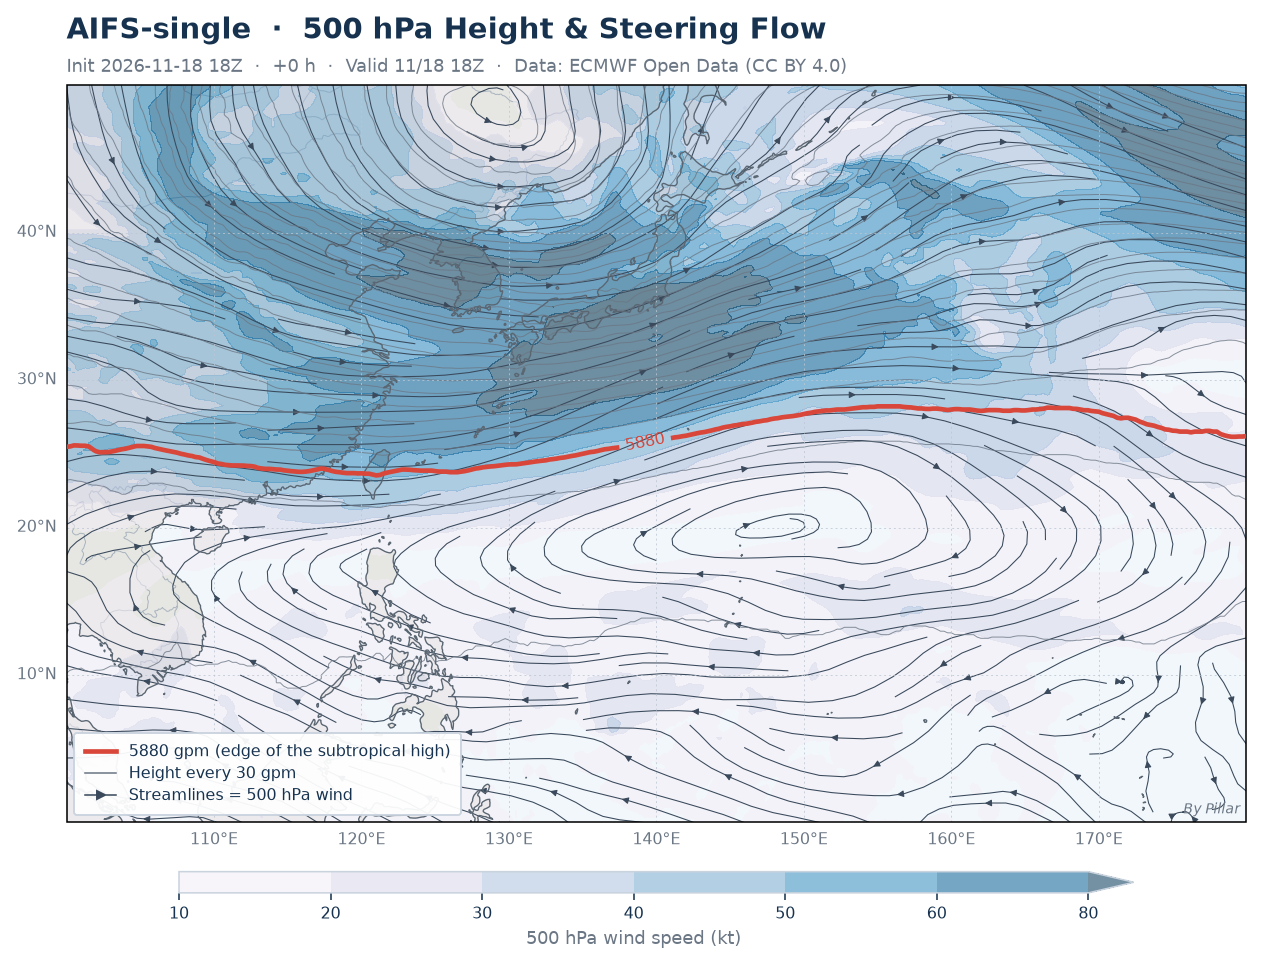 AIFS-single · 500 hPa Height & Steering Flow
Init 2026-11-18 18Z · +0 h · Valid 11/18 18Z · Data: ECMWF Open Data (CC BY 4.0)
40°N
30°N
5880
20°N
10°N
5880 gpm (edge of the subtropical high)
Height every 30 gpm
Streamlines = 500 hPa wind
By Pillar
110°E 120°E 130°E 140°E 150°E 160°E 170°E
10 20 30 40 50 60 80
500 hPa wind speed (kt)